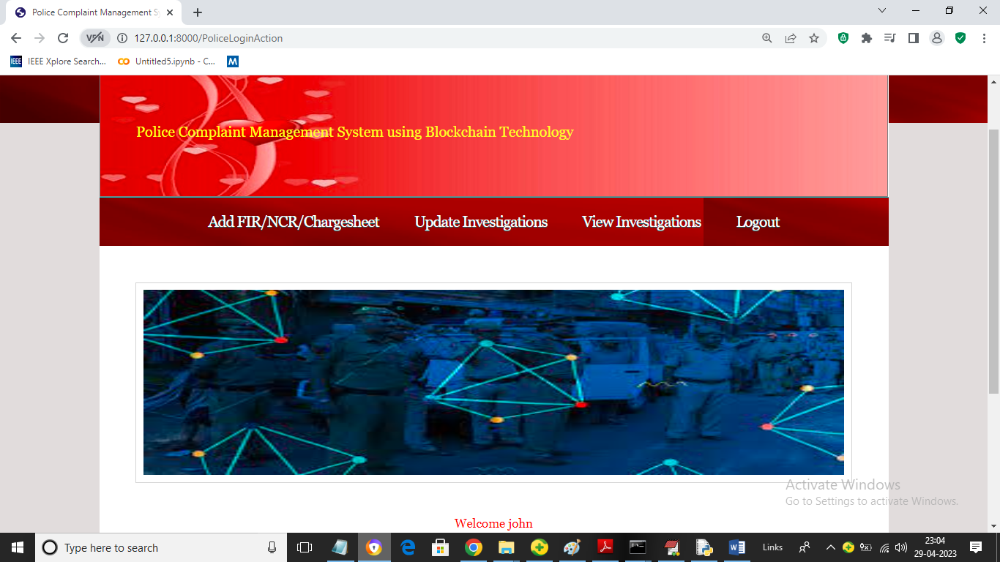 Police Complaint Management S
127.0.0.1:8000/PoliceLoginAction
VPN
IEEE IEEE Xplore Search...
Untitled5.ipynb - C...
M
Police Complaint Management System using Blockchain Technology
Add FIR/NCR/Chargesheet
Update Investigations
View Investigations
Logout
Activate Windows
Go to Settings to activate Windows.
Welcome john
Type here to search
Links
23:04
29-04-2023